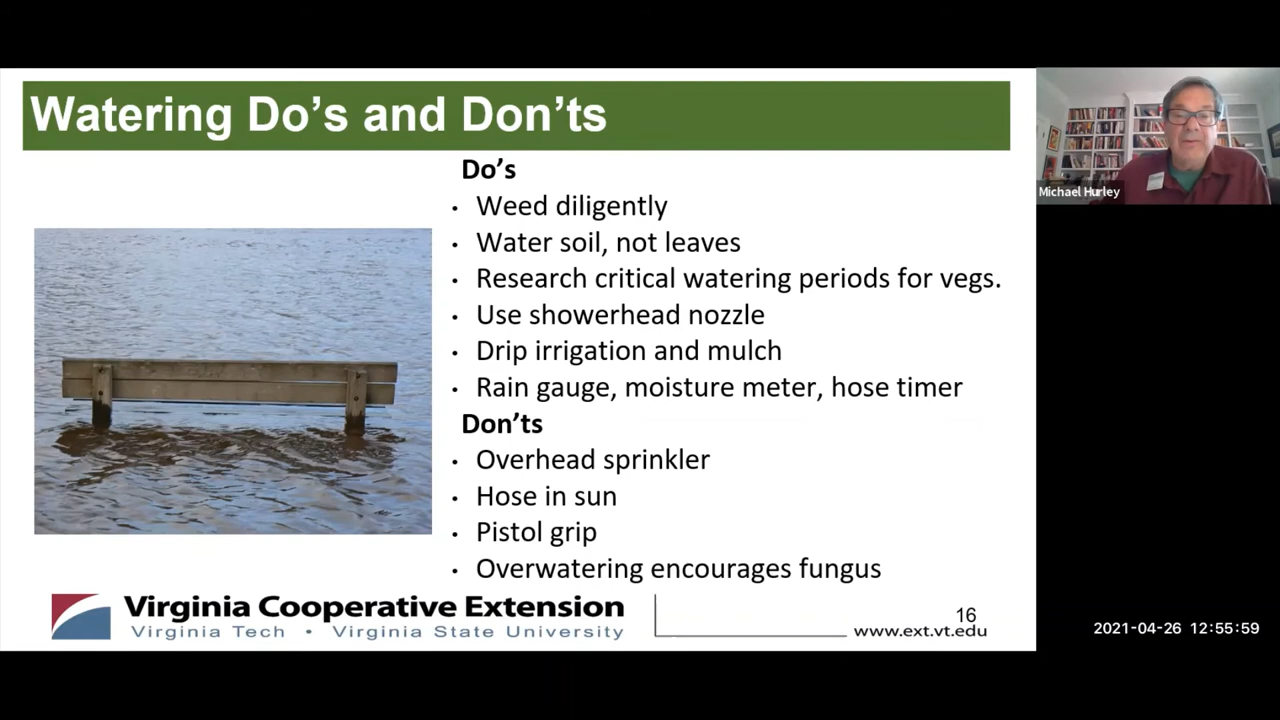 Watering Do's and Don'ts
Do's
• Weed diligently
• Water soil, not leaves
• Research critical watering periods for vegs.
• Use showerhead nozzle
• Drip irrigation and mulch
• Rain gauge, moisture meter, hose timer
Don'ts
• Overhead sprinkler
• Hose in sun
• Pistol grip
• Overwatering encourages fungus
Virginia Cooperative Extension
Virginia Tech • Virginia State University
16
www.ext.vt.edu
Michael Hurley
2021-04-26 12:55:59